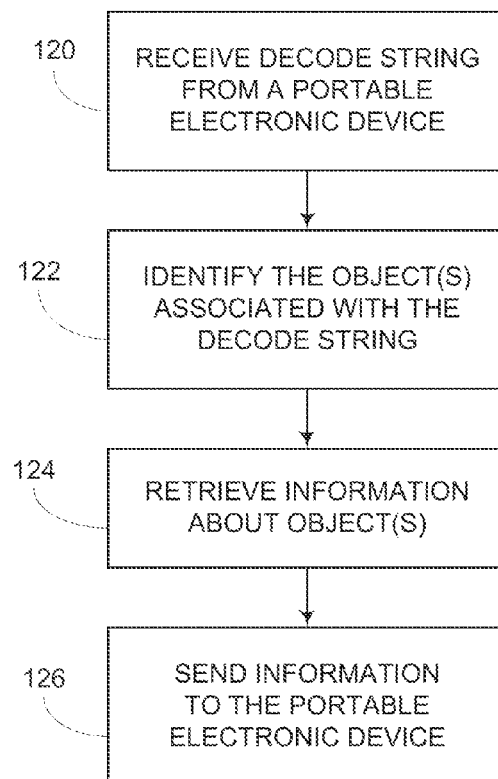 120
RECEIVE DECODE STRING
FROM A PORTABLE
ELECTRONIC DEVICE
122
IDENTIFY THE OBJECT(S)
ASSOCIATED WITH THE
DECODE STRING
124
RETRIEVE INFORMATION
ABOUT OBJECT(S)
126
SEND INFORMATION
TO THE PORTABLE
ELECTRONIC DEVICE